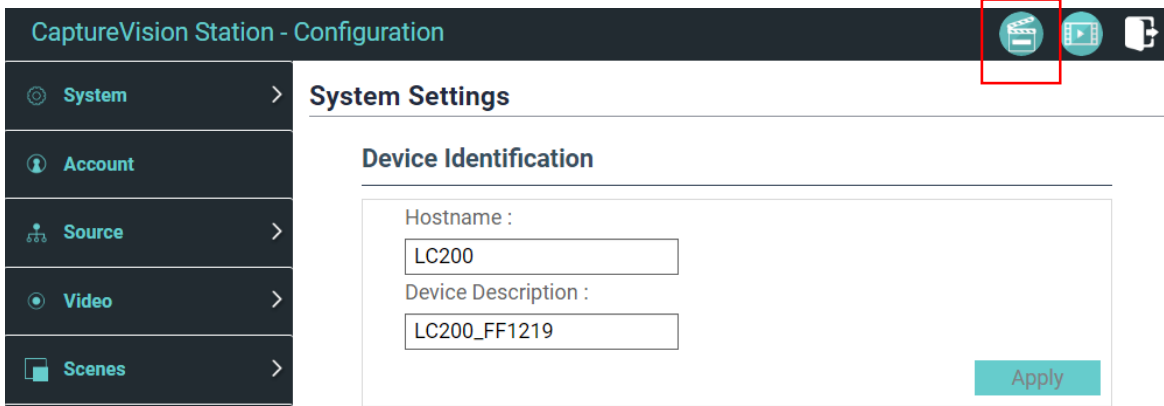 CaptureVision Station - Configuration
System
Account
Source
Video
Scenes
System Settings
Device Identification
Hostname :
LC200
Device Description :
LC200_FF1219
Apply